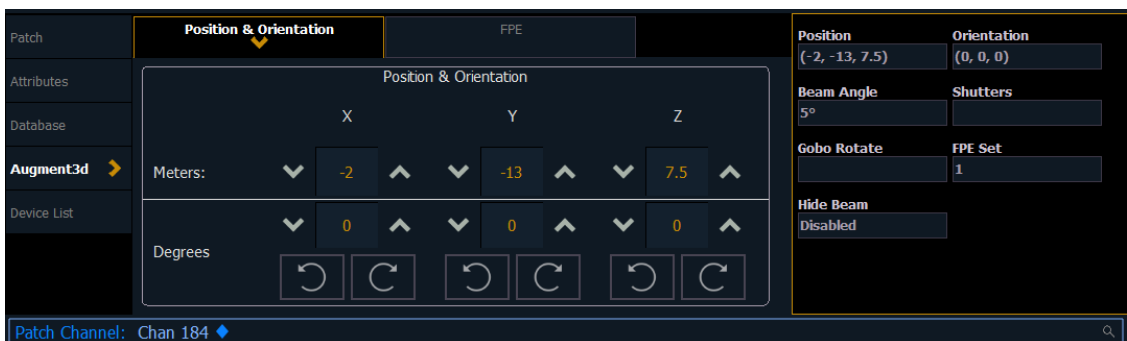 Patch
Attributes
Database
Augment3d
Device List
Position & Orientation
FPE
Position & Orientation
X Y Z
Meters: -2 -13 7.5
Degrees 0 0 0
Position Orientation
(-2, -13, 7.5) (0, 0, 0)
Beam Angle Shutters
5°
Gobo Rotate FPE Set
1
Hide Beam
Disabled
Patch Channel: Chan 184